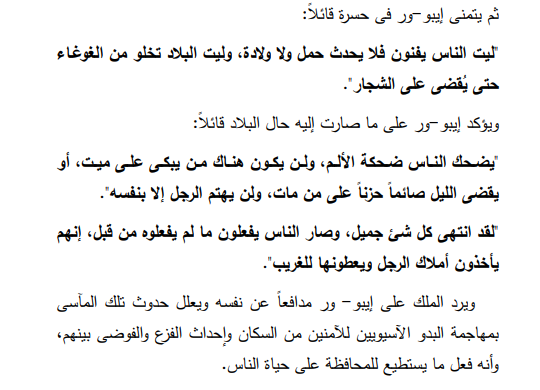 ثم يتمنى إيبو–ور فى حسرة قائلاً:
"ليت الناس يفنون فلا يحدث حمل ولا ولادة، وليت البلاد تخلو من الغوغاء
حتى يُقضى على الشجار".
ويؤكد إيبو–ور على ما صارت إليه حال البلاد قائلاً:
"يضحك الناس ضحكة الألم، ولن يكون هناك من يبكى على ميت، أو
يقضى الليل صائماً حزناً على من مات، ولن يهتم الرجل إلا بنفسه".
"لقد انتهى كل شئ جميل، وصار الناس يفعلون ما لم يفعلوه من قبل، إنهم
يأخذون أملاك الرجل ويعطونها للغريب".
ويرد الملك على إيبو– ور مدافعاً عن نفسه ويعلل حدوث تلك المآسى
بمهاجمة البدو الآسيويين للآمنين من السكان وإحداث الفزع والفوضى بينهم،
وأنه فعل ما يستطيع للمحافظة على حياة الناس.